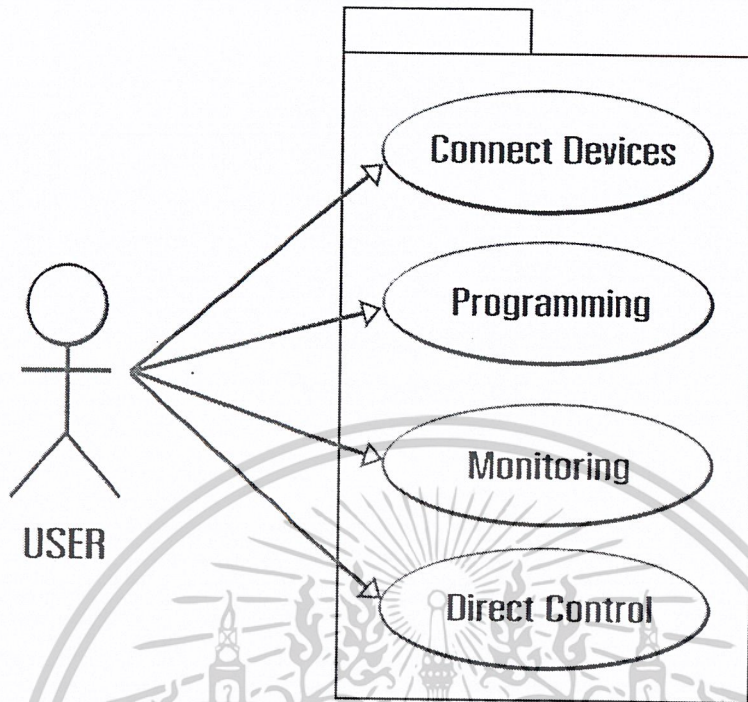 Connect Devices
Programming
Monitoring
USER
Direct Control